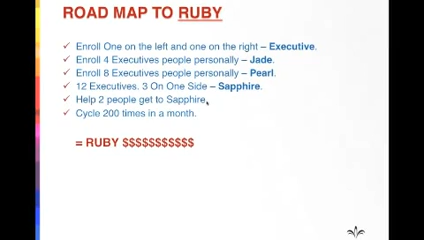 ROAD MAP TO RUBY
Enroll One on the left and one on the right – Executive.
Enroll 4 Executives people personally – Jade.
Enroll 8 Executives people personally – Pearl.
12 Executives. 3 On One Side – Sapphire.
Help 2 people get to Sapphire.
Cycle 200 times in a month.
= RUBY $$$$$$$$$$$